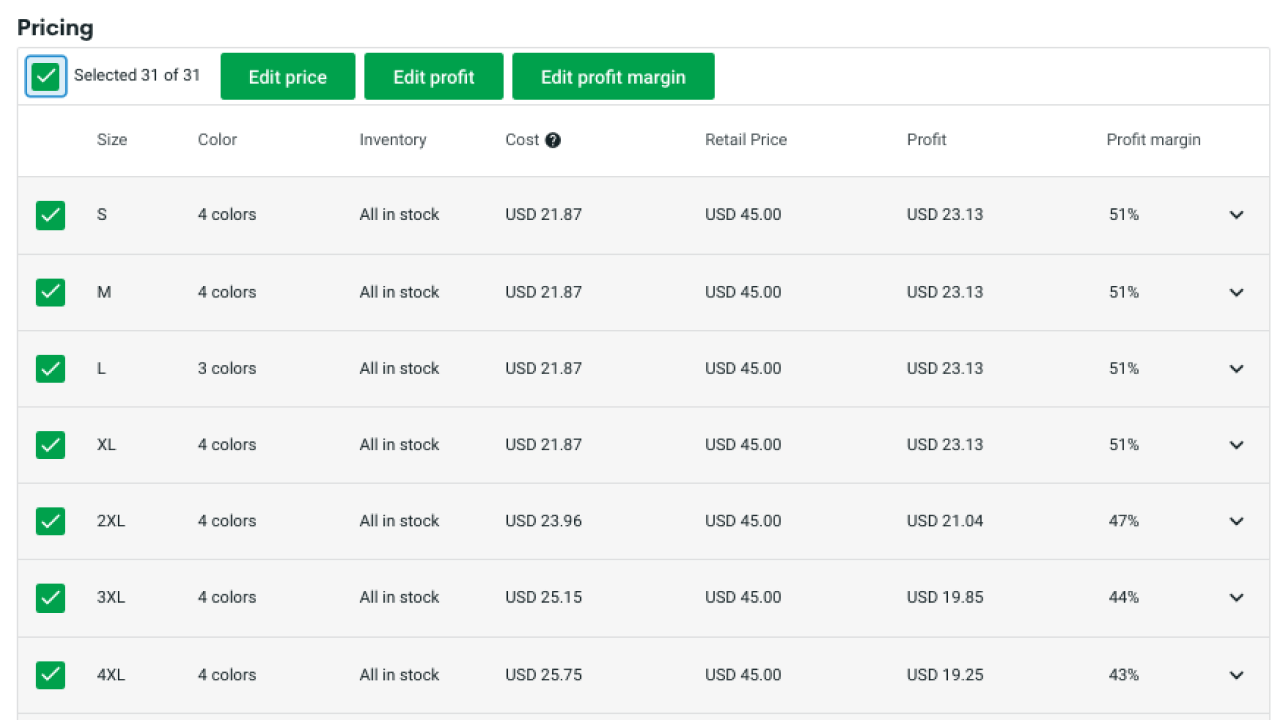 Pricing
Selected 31 of 31 Edit price Edit profit Edit profit margin
Size Color Inventory Cost ? Retail Price Profit Profit margin
S 4 colors All in stock USD 21.87 USD 45.00 USD 23.13 51%
M 4 colors All in stock USD 21.87 USD 45.00 USD 23.13 51%
L 3 colors All in stock USD 21.87 USD 45.00 USD 23.13 51%
XL 4 colors All in stock USD 21.87 USD 45.00 USD 23.13 51%
2XL 4 colors All in stock USD 23.96 USD 45.00 USD 21.04 47%
3XL 4 colors All in stock USD 25.15 USD 45.00 USD 19.85 44%
4XL 4 colors All in stock USD 25.75 USD 45.00 USD 19.25 43%